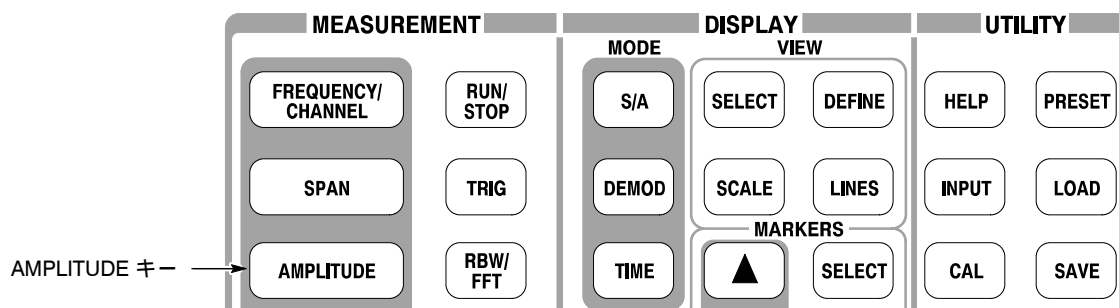 MEASUREMENT DISPLAY UTILITY
MODE VIEW
FREQUENCY/
CHANNEL
RUN/
STOP
S/A
SELECT
DEFINE
HELP
PRESET
SPAN
TRIG
DEMOD
SCALE
LINES
INPUT
LOAD
MARKERS
AMPLITUDE キー
AMPLITUDE
RBW/
FFT
TIME
▲
SELECT
CAL
SAVE